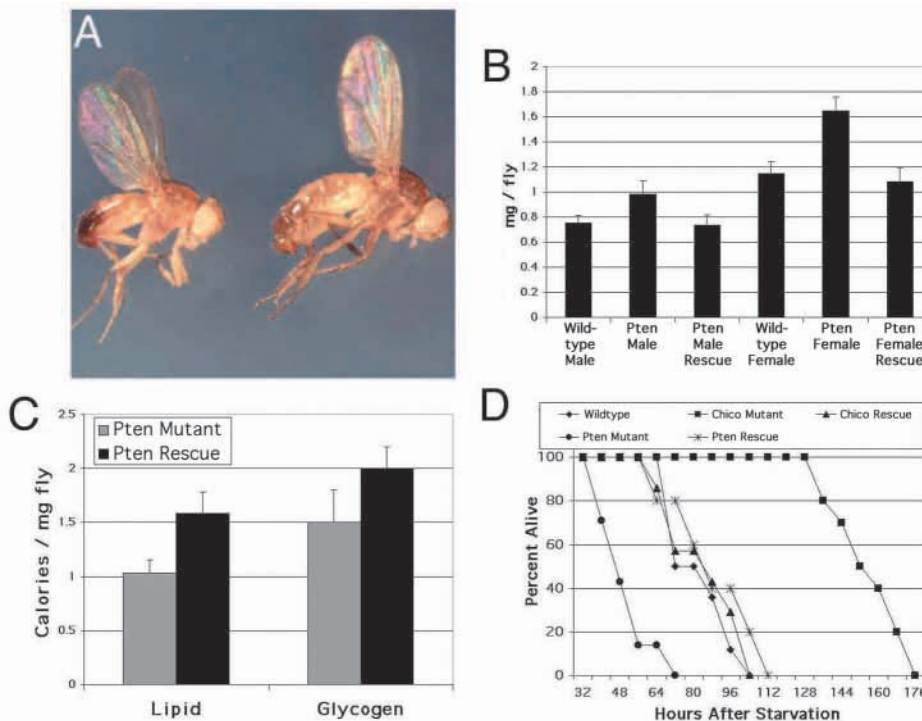 A
B
mg / fly
2
1.8
1.6
1.4
1.2
1
0.8
0.6
0.4
0.2
0
Wild-type Male
Pten Male
Pten Male Rescue
Wild-type Female
Pten Female
Pten Female Rescue
C
Calories / mg fly
2.5
2
1.5
1
0.5
0
Pten Mutant
Pten Rescue
Lipid
Glycogen
D
Wildtype
Chico Mutant
Chico Rescue
Pten Mutant
Pten Rescue
Percent Alive
100
80
60
40
20
0
32 48 64 80 96 112 128 144 160 176
Hours After Starvation